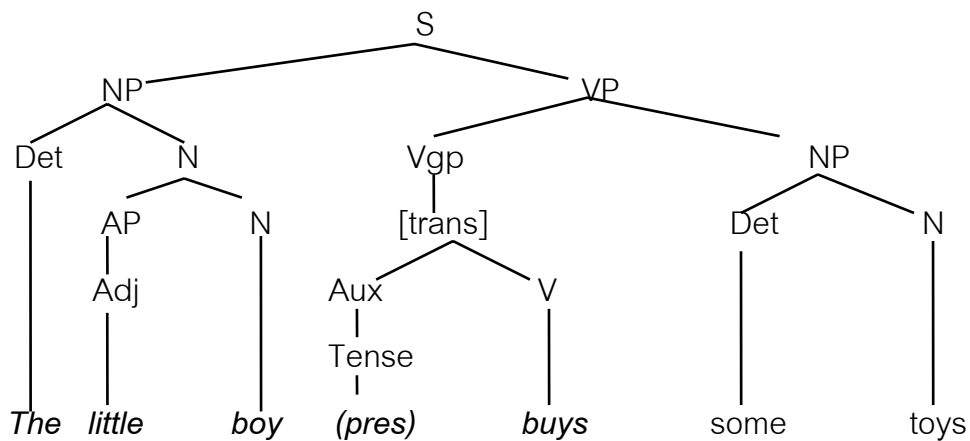 S
NP VP
Det N Vgp NP
AP N [trans] Det N
Adj Aux V
Tense
The little boy (pres) buys some toys